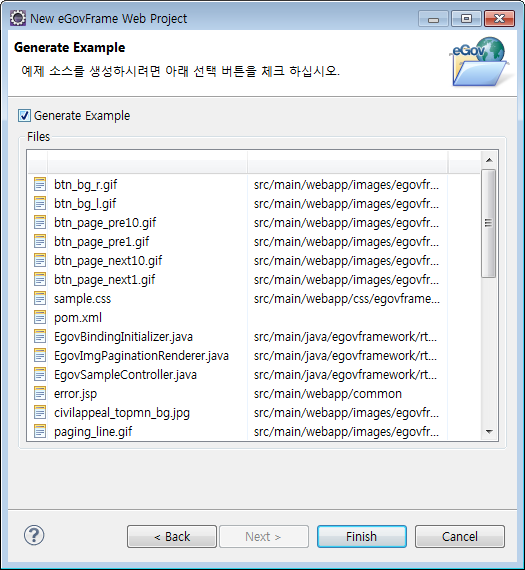 New eGovFrame Web Project
Generate Example
예제 소스를 생성하시려면 아래 선택 버튼을 체크 하십시오.
eGov
Generate Example
Files
btn_bg_r.gif src/main/webapp/images/egovfr...
btn_bg_l.gif src/main/webapp/images/egovfr...
btn_page_pre10.gif src/main/webapp/images/egovfr...
btn_page_pre1.gif src/main/webapp/images/egovfr...
btn_page_next10.gif src/main/webapp/images/egovfr...
btn_page_next1.gif src/main/webapp/images/egovfr...
sample.css src/main/webapp/css/egovframe...
pom.xml
EgovBindingInitializer.java src/main/java/egovframework/rt...
EgovImgPaginationRenderer.java src/main/java/egovframework/rt...
EgovSampleController.java src/main/java/egovframework/rt...
error.jsp src/main/webapp/common
civilappeal_topmn_bg.jpg src/main/webapp/images/egovfr...
paging_line.gif src/main/webapp/images/egovfr...
? < Back Next > Finish Cancel